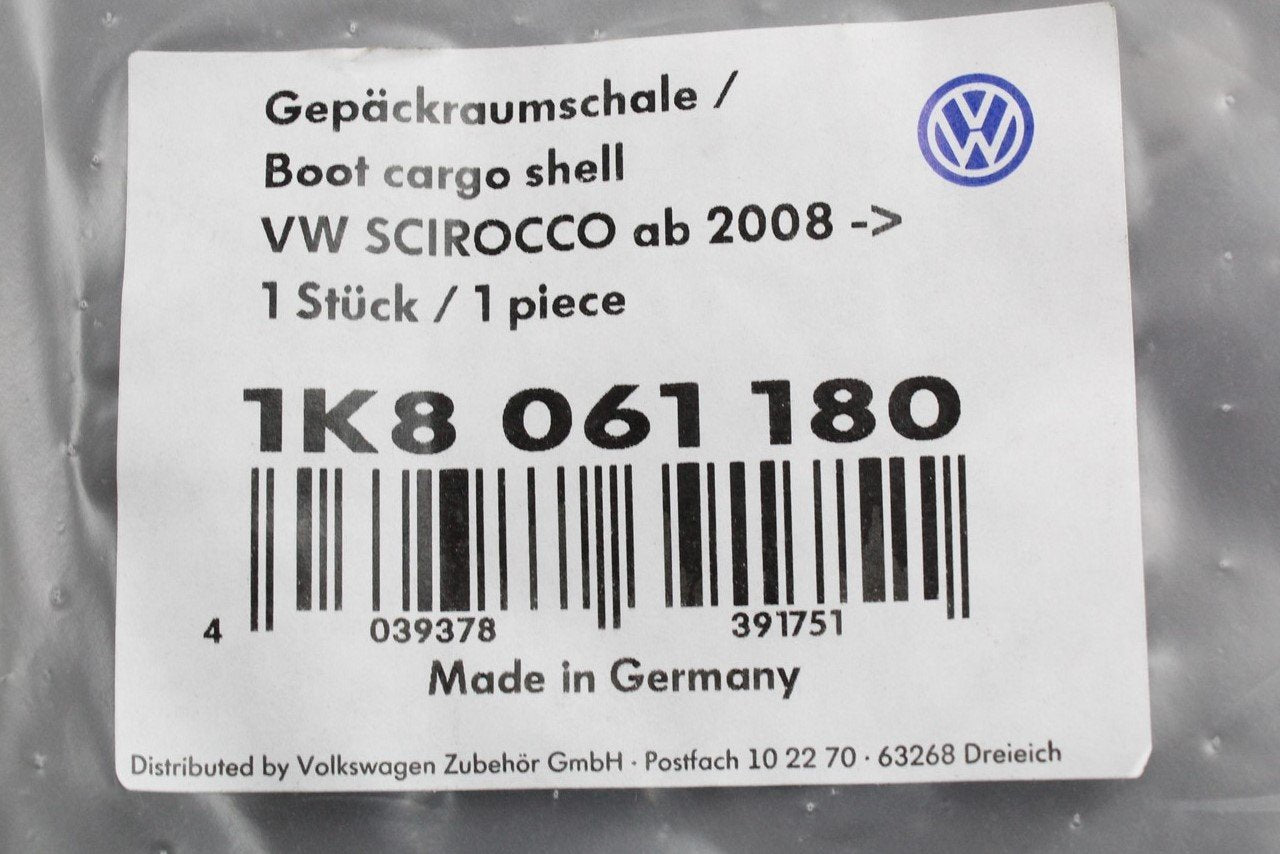 Gepäckraumschale /
Boot cargo shell
VW SCIROCCO ab 2008 ->
1 Stück / 1 piece
1K8 061 180
4 039378 391751
Made in Germany
Distributed by Volkswagen Zubehör GmbH · Postfach 10 22 70 · 63268 Dreieich